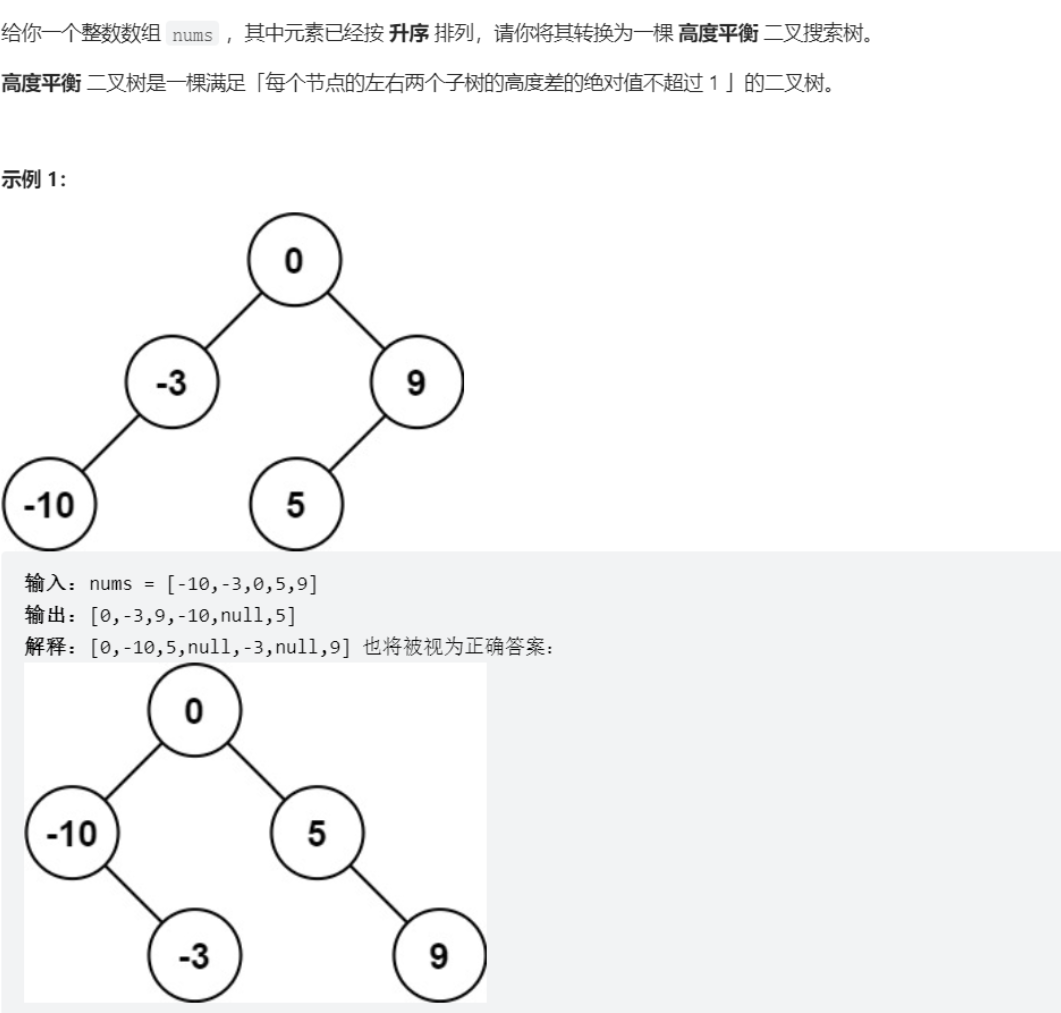 给你一个整数数组 nums ，其中元素已经按 升序 排列，请你将其转换为一棵 高度平衡 二叉搜索树。
高度平衡 二叉树是一棵满足「每个节点的左右两个子树的高度差的绝对值不超过 1 」的二叉树。
示例 1：
0
-3
9
-10
5
输入：nums = [-10,-3,0,5,9]
输出：[0,-3,9,-10,null,5]
解释：[0,-10,5,null,-3,null,9] 也将被视为正确答案：
0
-10
5
-3
9